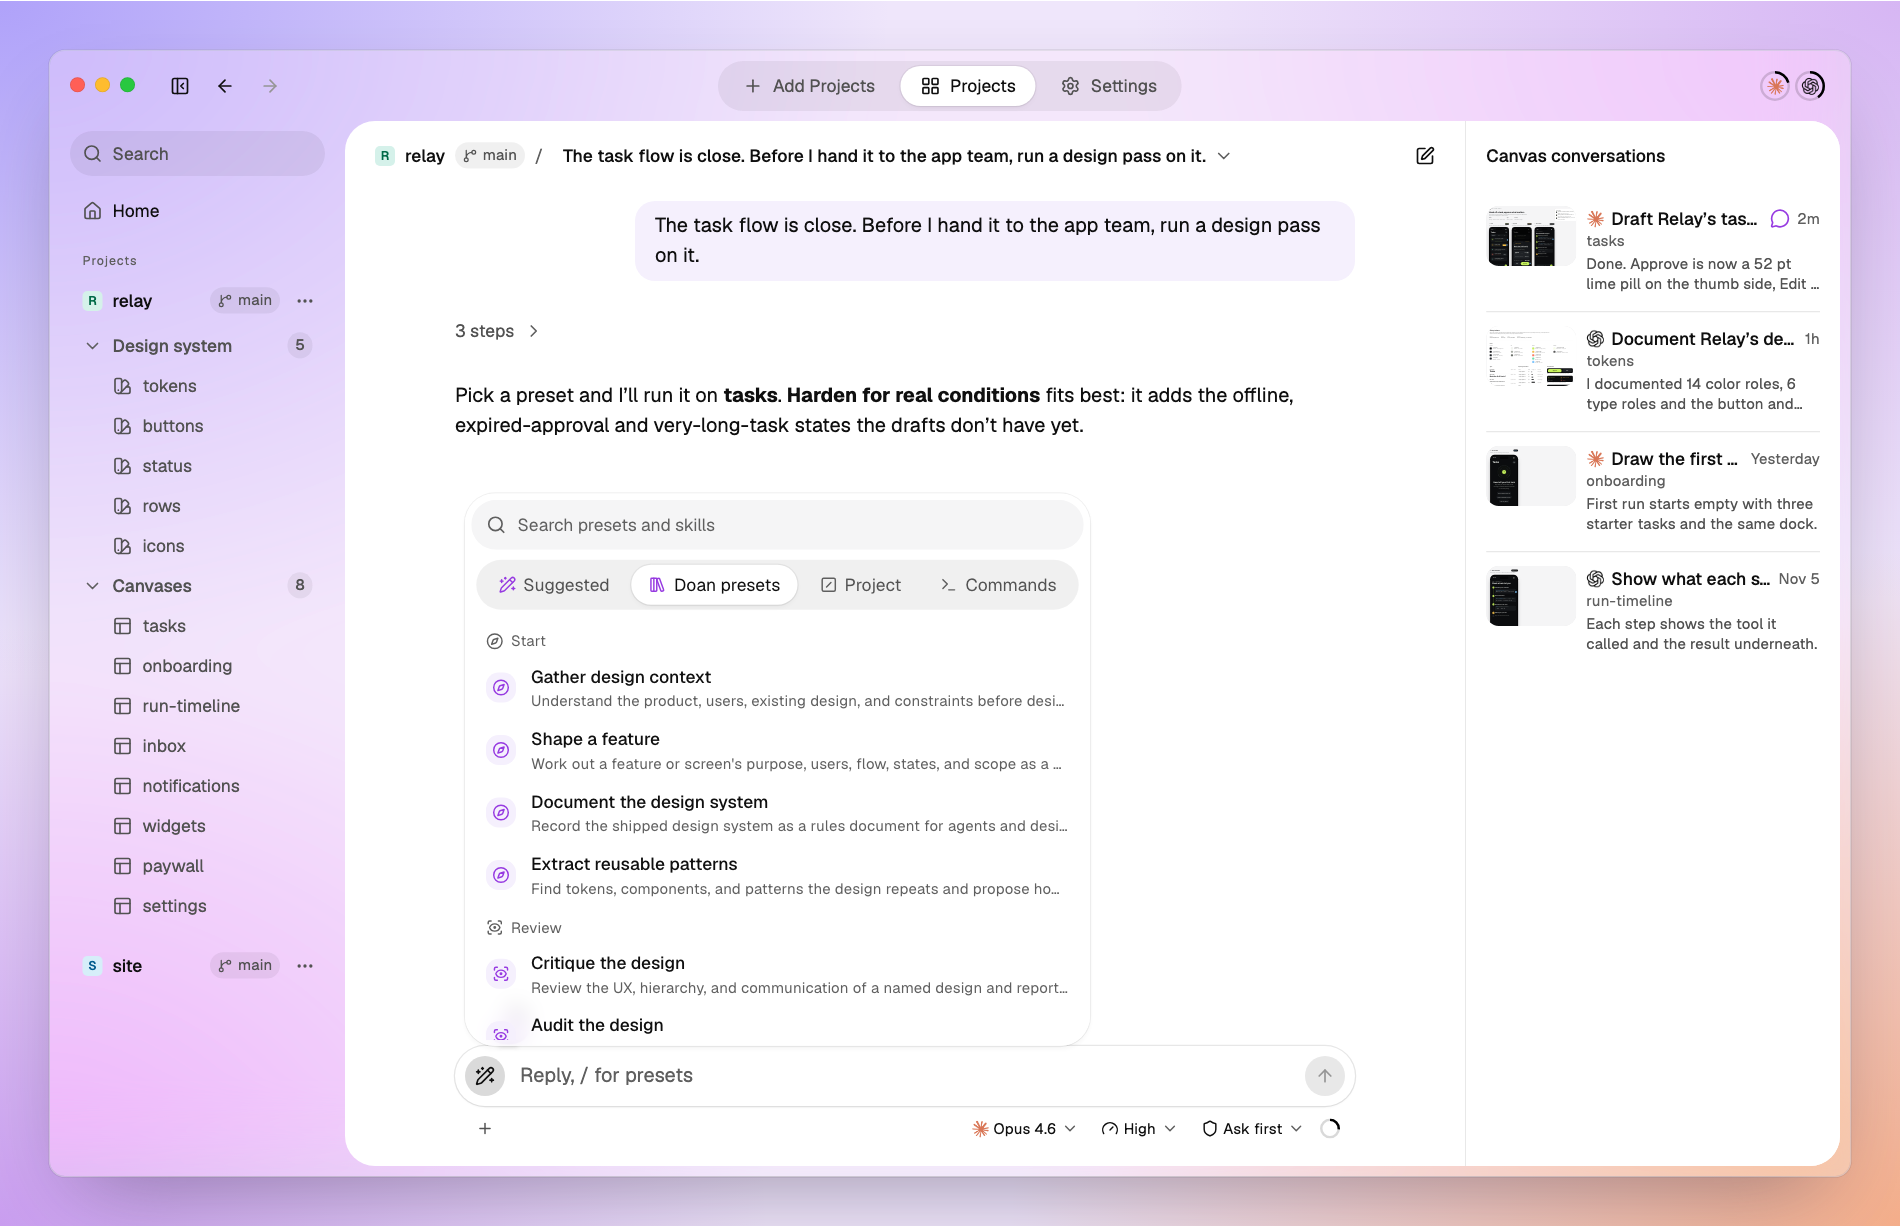 Add Projects
Projects
Settings
Search
Home
Projects
R relay main
Design system 5
tokens
buttons
status
rows
icons
Canvases 8
tasks
onboarding
run-timeline
inbox
notifications
widgets
paywall
settings
S site main
R relay main / The task flow is close. Before I hand it to the app team, run a design pass on it.
The task flow is close. Before I hand it to the app team, run a design pass
on it.
3 steps
Pick a preset and I’ll run it on tasks. Harden for real conditions fits best: it adds the offline,
expired-approval and very-long-task states the drafts don’t have yet.
Search presets and skills
Suggested
Doan presets
Project
Commands
Start
Gather design context
Understand the product, users, existing design, and constraints before desi…
Shape a feature
Work out a feature or screen's purpose, users, flow, states, and scope as a …
Document the design system
Record the shipped design system as a rules document for agents and desi…
Extract reusable patterns
Find tokens, components, and patterns the design repeats and propose ho…
Review
Critique the design
Review the UX, hierarchy, and communication of a named design and report…
Audit the design
Reply, / for presets
Opus 4.6
High
Ask first
Canvas conversations
Draft Relay’s tas… 2m
tasks
Done. Approve is now a 52 pt
lime pill on the thumb side, Edit …
Document Relay’s de… 1h
tokens
I documented 14 color roles, 6
type roles and the button and…
Draw the first … Yesterday
onboarding
First run starts empty with three
starter tasks and the same dock.
Show what each s… Nov 5
run-timeline
Each step shows the tool it
called and the result underneath.